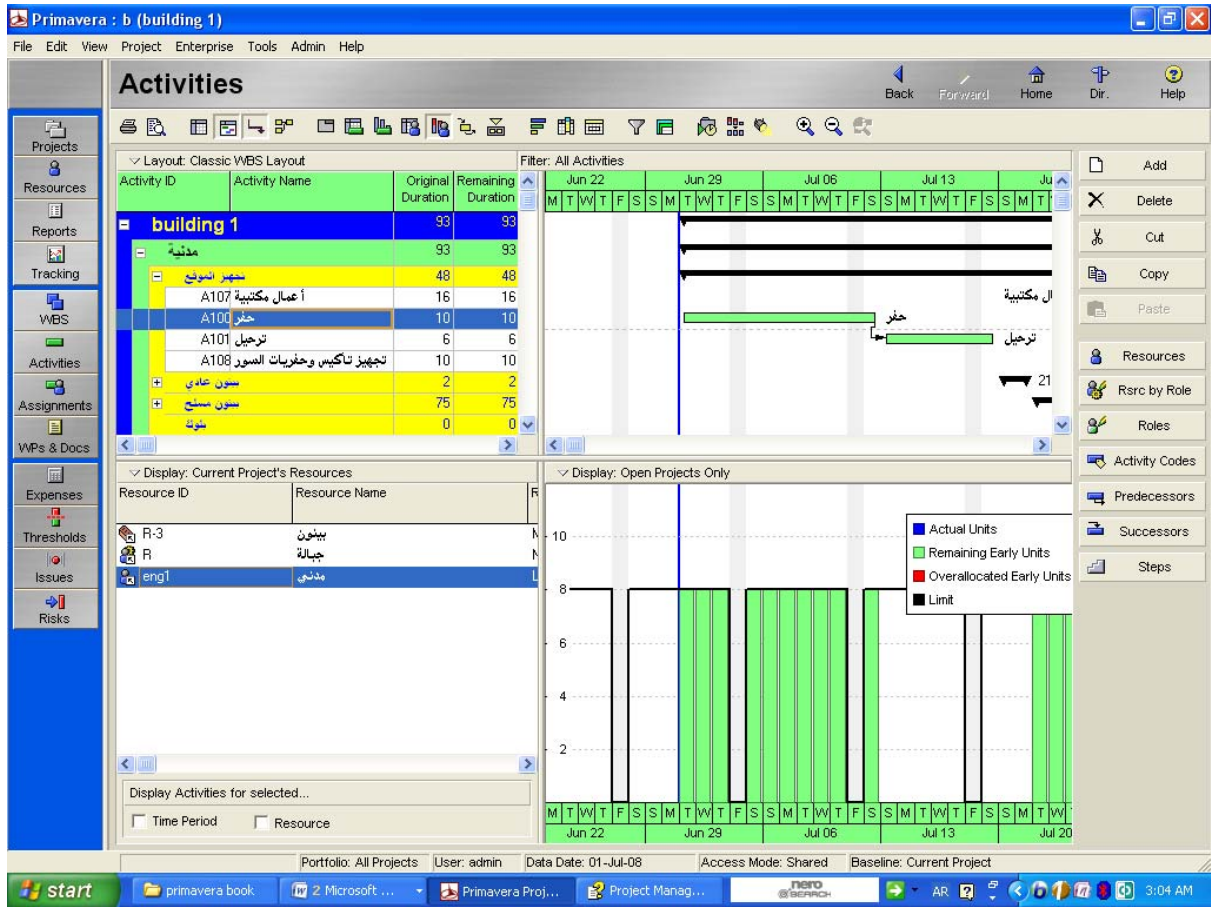 Primavera : b (building 1)
File Edit View Project Enterprise Tools Admin Help
Activities
Back Forward Home Dir. Help
Projects
Resources
Reports
Tracking
WBS
Activities
Assignments
WPs & Docs
Expenses
Thresholds
Issues
Risks
Layout: Classic WBS Layout Filter: All Activities
Activity ID Activity Name Original Duration Remaining Duration
Jun 22 Jun 29 Jul 06 Jul 13 Ju
M T W T F S S M T W T F S S M T W T F S S M T W T F S S M T
building 1 93 93
مدنية 93 93
تجهيز الموقع 48 48
A107 أعمال مكتبية 16 16
A100 حفر 10 10
A101 ترحيل 6 6
A108 تجهيز تأكيس وحفريات السور 10 10
بيتون عادي 2 2
بيتون مسلح 75 75
بلوك 0 0
ال مكتبية
حفر
ترحيل
21
Add
Delete
Cut
Copy
Paste
Resources
Rsrc by Role
Roles
Activity Codes
Predecessors
Successors
Steps
Display: Current Project's Resources
Resource ID Resource Name R
R-3 بيتون N
R جبالة N
eng1 مدني L
Display Activities for selected...
Time Period Resource
Display: Open Projects Only
10
8
6
4
2
Actual Units
Remaining Early Units
Overallocated Early Units
Limit
M T W T F S S M T W T F S S M T W T F S S M T W T F S S M T W
Jun 22 Jun 29 Jul 06 Jul 13 Jul 20
Portfolio: All Projects User: admin Data Date: 01-Jul-08 Access Mode: Shared Baseline: Current Project
start primavera book 2 Microsoft ... Primavera Proj... Project Manag... nero SEARCH AR 3:04 AM